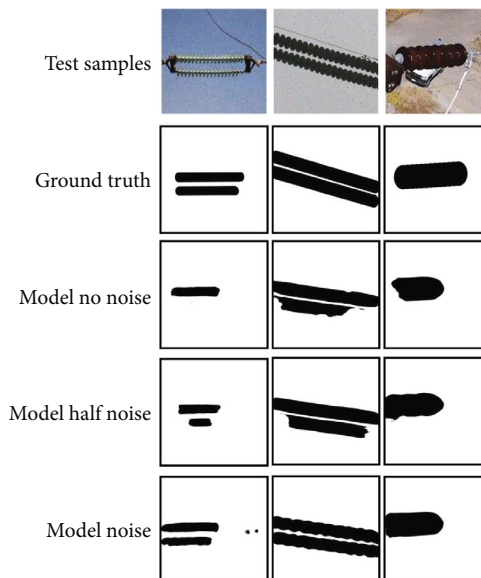 Test samples
Ground truth
Model no noise
Model half noise
Model noise